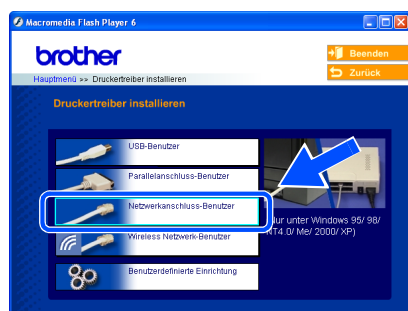 Macromedia Flash Player 6
brother
Beenden
Zurück
Hauptmenü >> Druckertreiber installieren
Druckertreiber installieren
USB-Benutzer
Parallelanschluss-Benutzer
Netzwerkanschluss-Benutzer
Wireless Netzwerk-Benutzer
Benutzerdefinierte Einrichtung
Nur unter Windows 95/ 98/
NT4.0/ Me/ 2000/ XP)